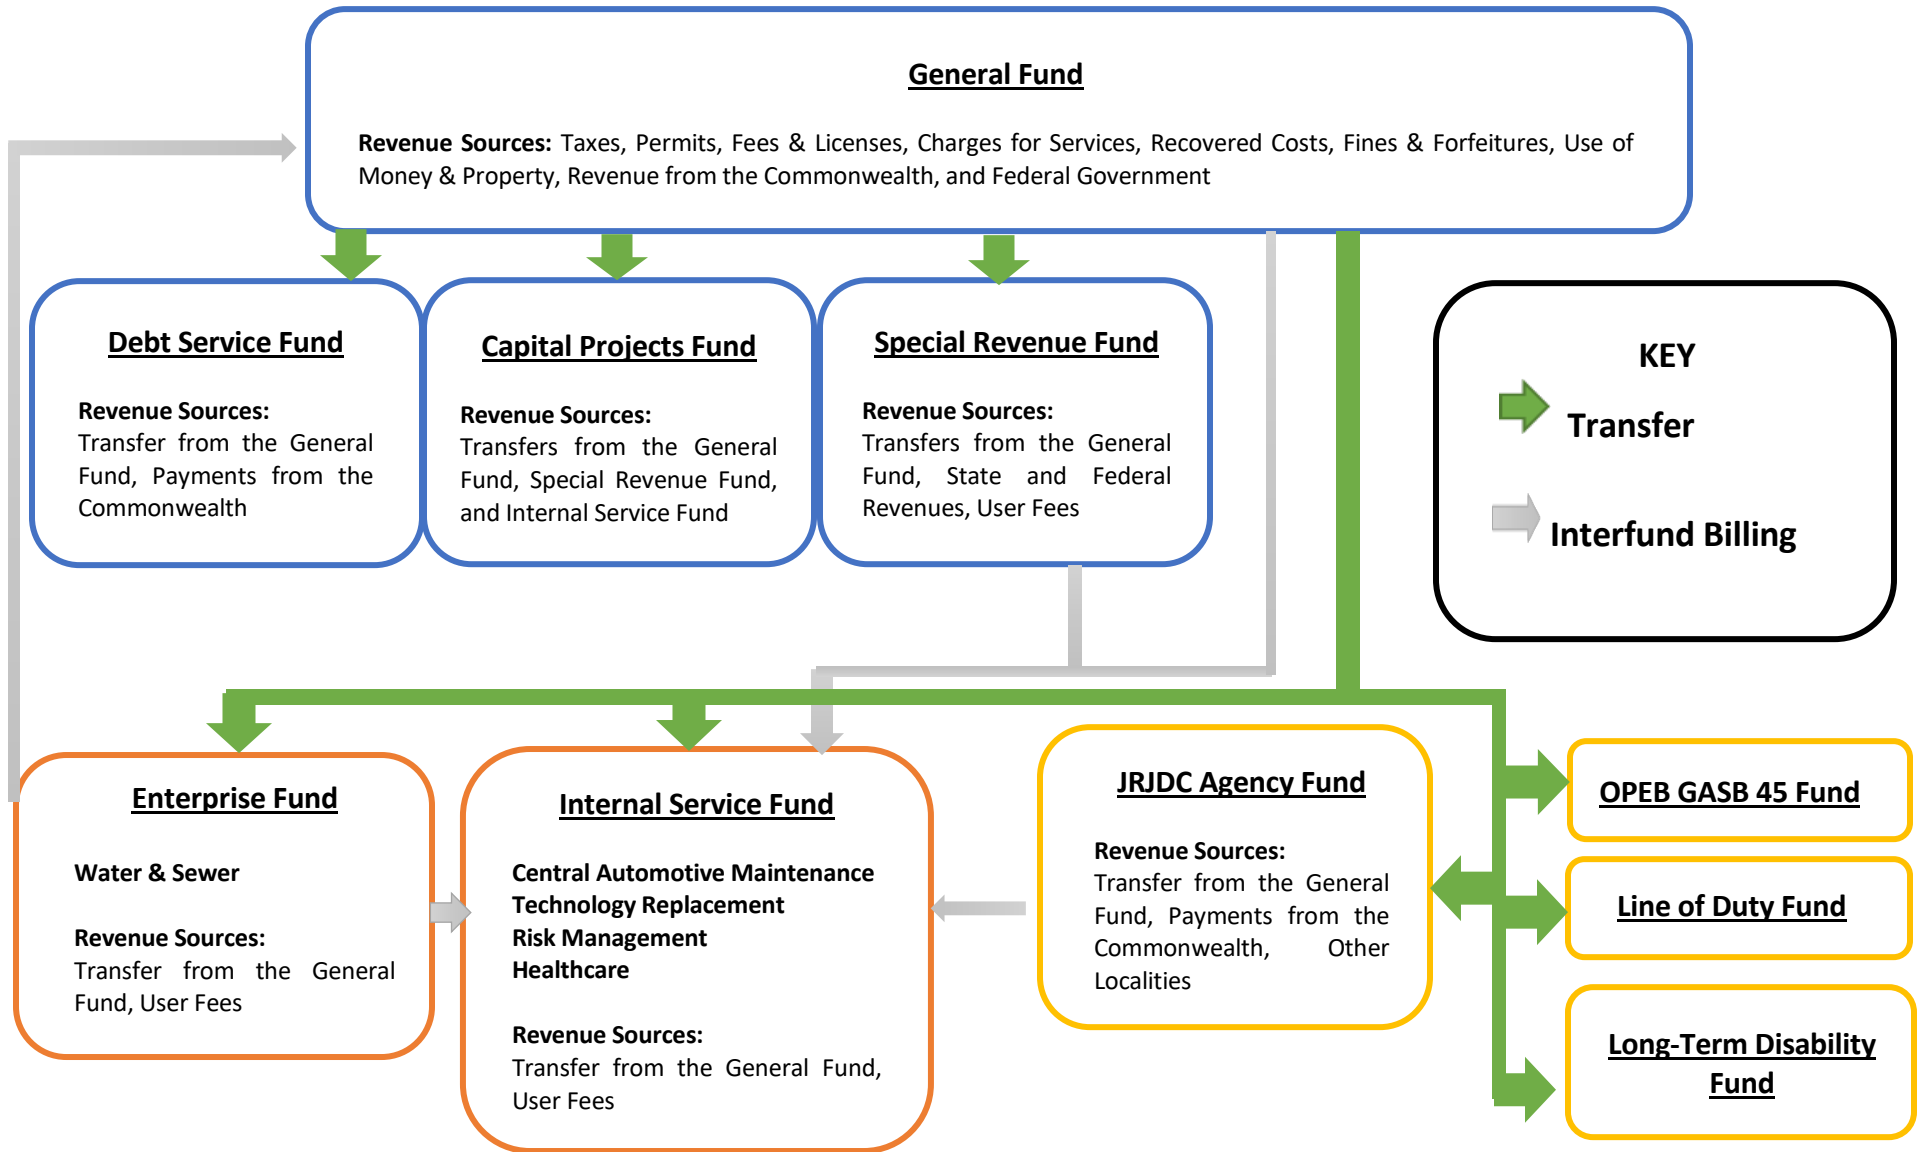 General Fund
Revenue Sources: Taxes, Permits, Fees & Licenses, Charges for Services, Recovered Costs, Fines & Forfeitures, Use of
Money & Property, Revenue from the Commonwealth, and Federal Government
Debt Service Fund
Revenue Sources:
Transfer from the General
Fund, Payments from the
Commonwealth
Capital Projects Fund
Revenue Sources:
Transfers from the General
Fund, Special Revenue Fund,
and Internal Service Fund
Special Revenue Fund
Revenue Sources:
Transfers from the General
Fund, State and Federal
Revenues, User Fees
KEY
Transfer
Interfund Billing
Enterprise Fund
Water & Sewer
Revenue Sources:
Transfer from the General
Fund, User Fees
Internal Service Fund
Central Automotive Maintenance
Technology Replacement
Risk Management
Healthcare
Revenue Sources:
Transfer from the General Fund,
User Fees
JRJDC Agency Fund
Revenue Sources:
Transfer from the General
Fund, Payments from the
Commonwealth, Other
Localities
OPEB GASB 45 Fund
Line of Duty Fund
Long-Term Disability
Fund